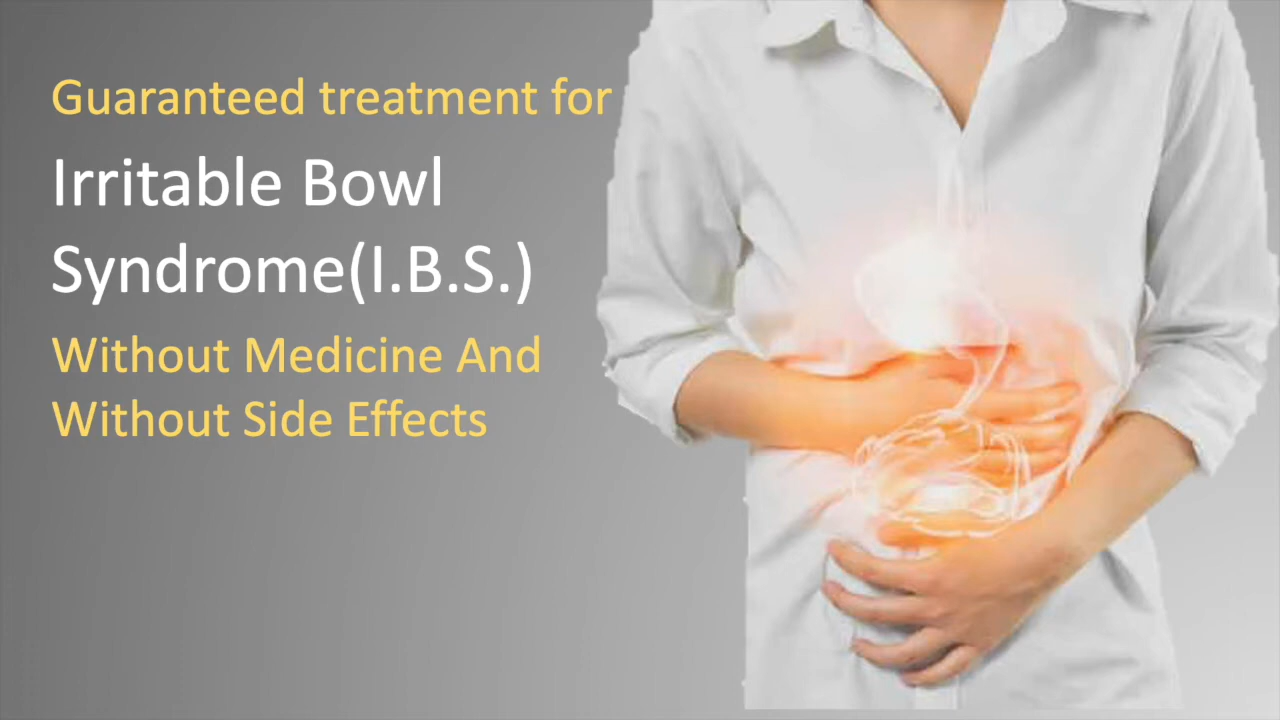 Guaranteed treatment for
Irritable Bowl
Syndrome(I.B.S.)
Without Medicine And
Without Side Effects